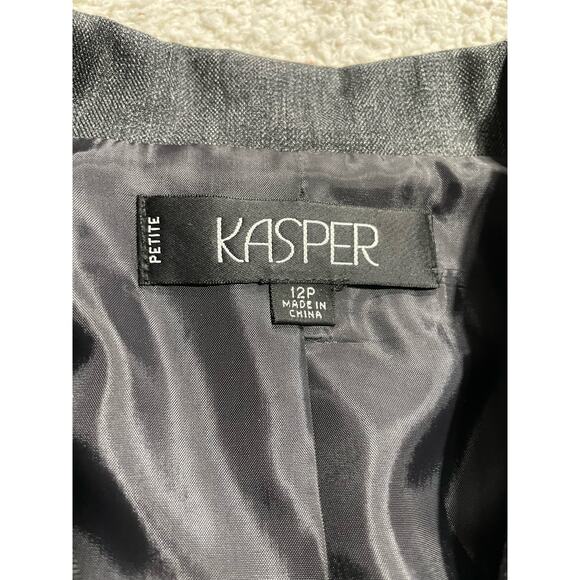 PETITE
KASPER
12P
MADE IN
CHINA